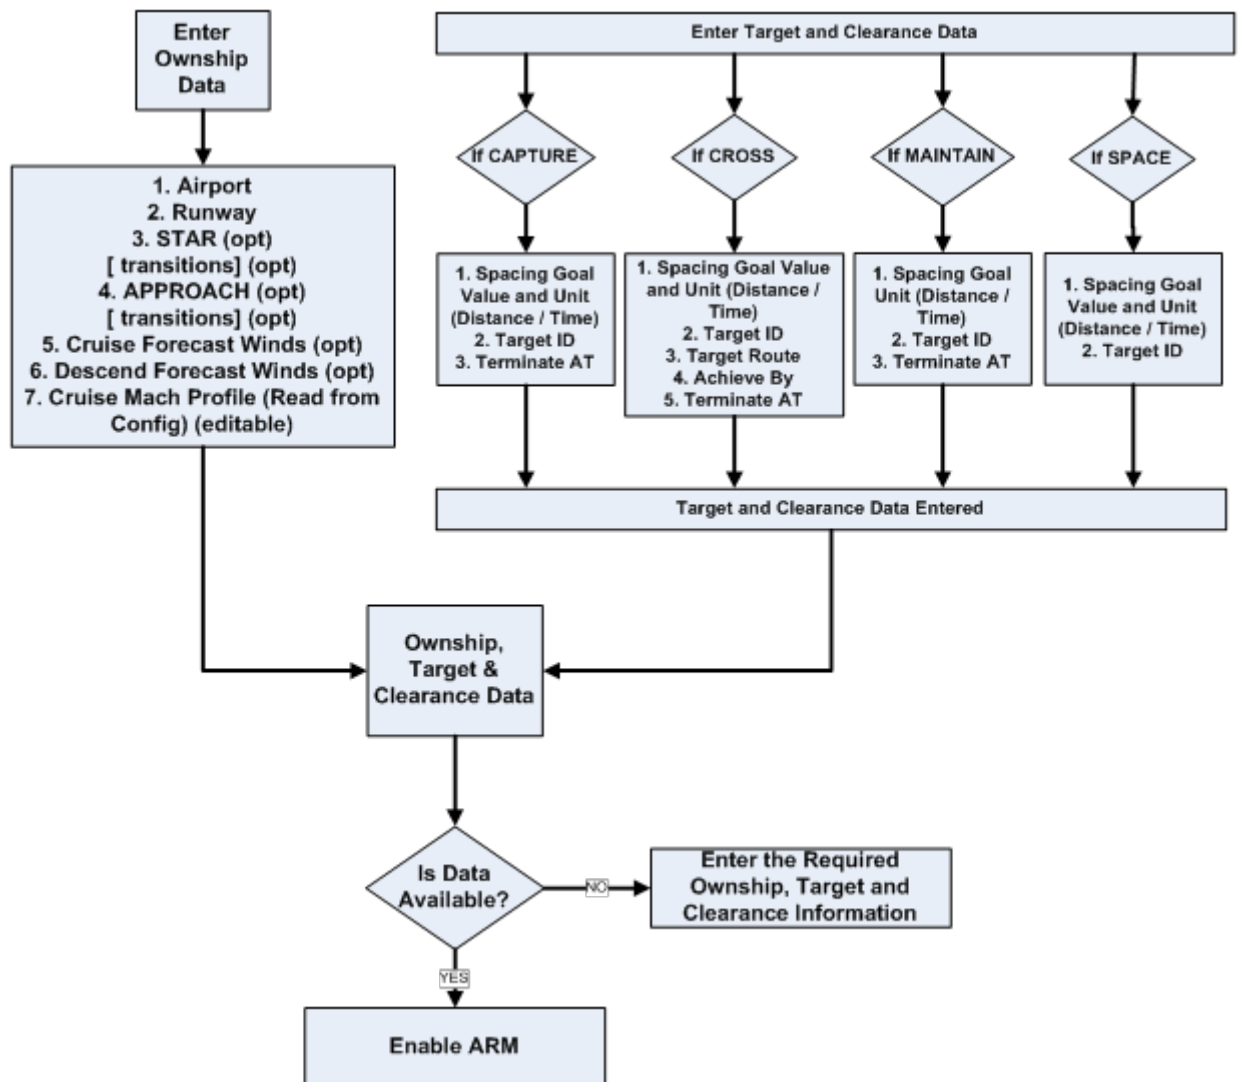 Enter
Ownship
Data
1. Airport
2. Runway
3. STAR (opt)
[ transitions] (opt)
4. APPROACH (opt)
[ transitions] (opt)
5. Cruise Forecast Winds (opt)
6. Descend Forecast Winds (opt)
7. Cruise Mach Profile (Read from
Config) (editable)
Enter Target and Clearance Data
If CAPTURE
If CROSS
If MAINTAIN
If SPACE
1. Spacing Goal
Value and Unit
(Distance / Time)
2. Target ID
3. Terminate AT
1. Spacing Goal Value
and Unit (Distance /
Time)
2. Target ID
3. Target Route
4. Achieve By
5. Terminate AT
1. Spacing Goal
Unit (Distance /
Time)
2. Target ID
3. Terminate AT
1. Spacing Goal
Value and Unit
(Distance / Time)
2. Target ID
Target and Clearance Data Entered
Ownship,
Target &
Clearance Data
Is Data
Available?
NO
Enter the Required
Ownship, Target and
Clearance Information
YES
Enable ARM